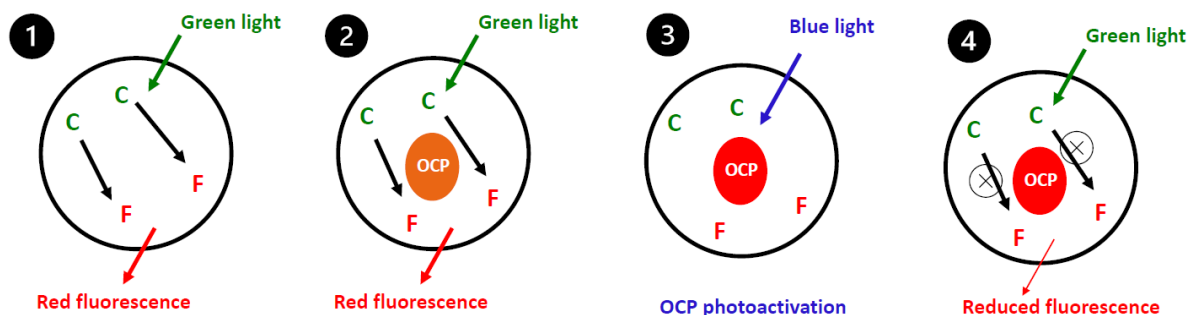 1
Green light
C
C
F
F
Red fluorescence
2
Green light
C
C
OCP
F
F
Red fluorescence
3
Blue light
C
C
OCP
F
F
OCP photoactivation
4
Green light
C
C
OCP
F
F
Reduced fluorescence